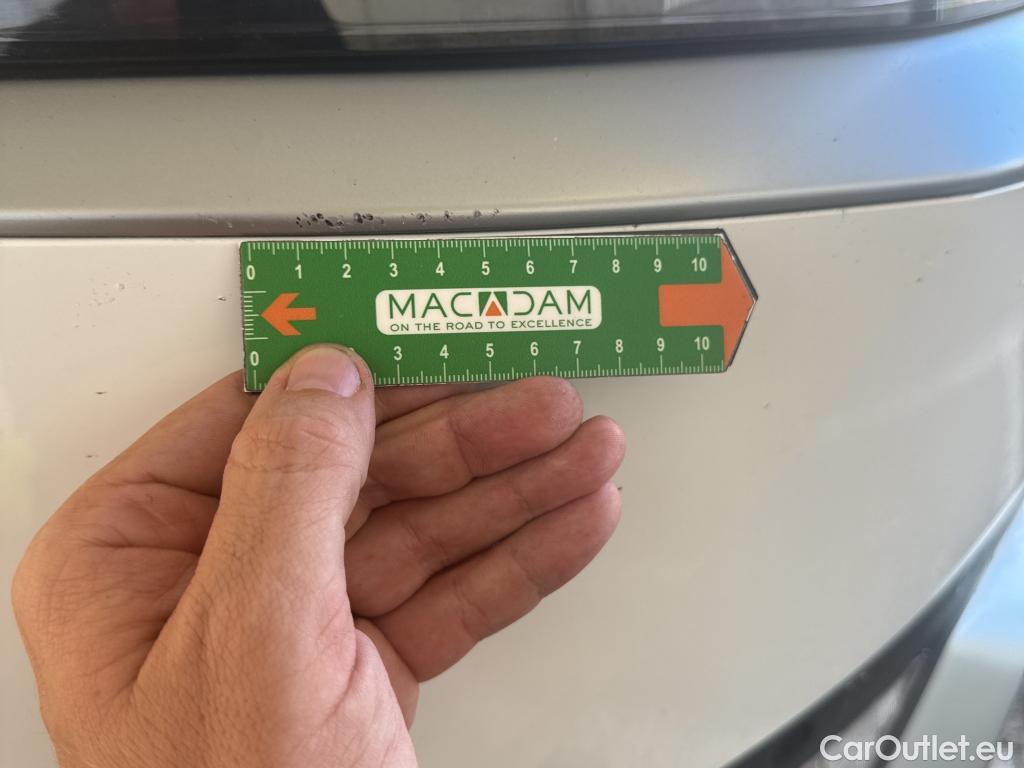 0 1 2 3 4 5 6 7 8 9 10
MACADAM
ON THE ROAD TO EXCELLENCE
0 3 4 5 6 7 8 9 10
CarOutlet.eu